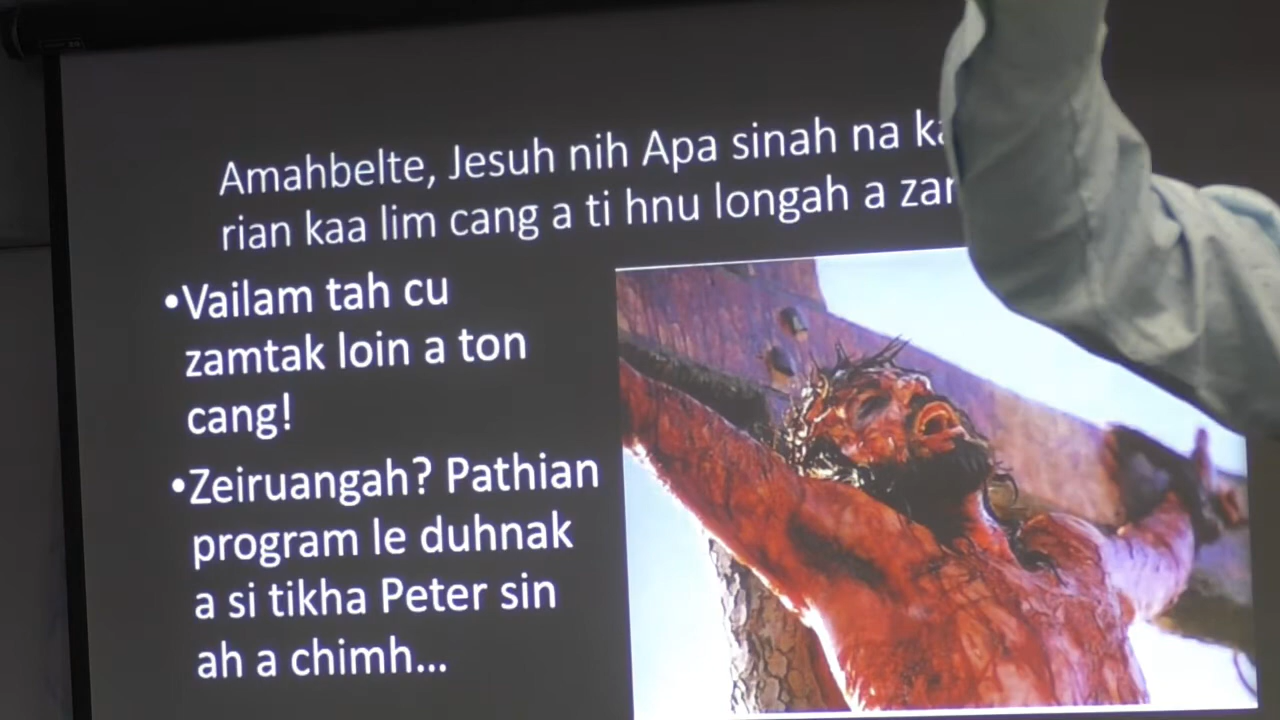 Amahbelte, Jesuh nih Apa sinah na
rian kaa lim cang a ti hnu longah a
•Vailam tah cu
zamtak loin a ton
cang!
•Zeiruangah? Pathian
program le duhnak
a si tikha Peter sin
ah a chimh...